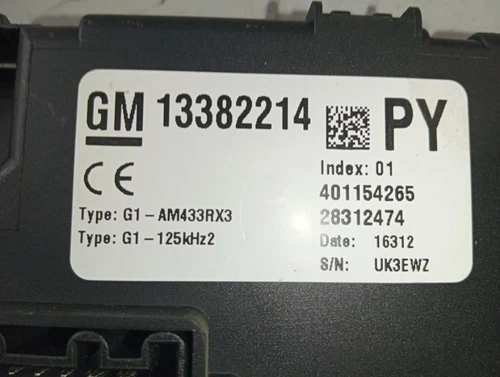 GM 13382214 PY
Index: 01
CE 401154265
Type: G1-AM433RX3 28312474
Type: G1-125kHz2 Date: 16312
S/N: UK3EWZ